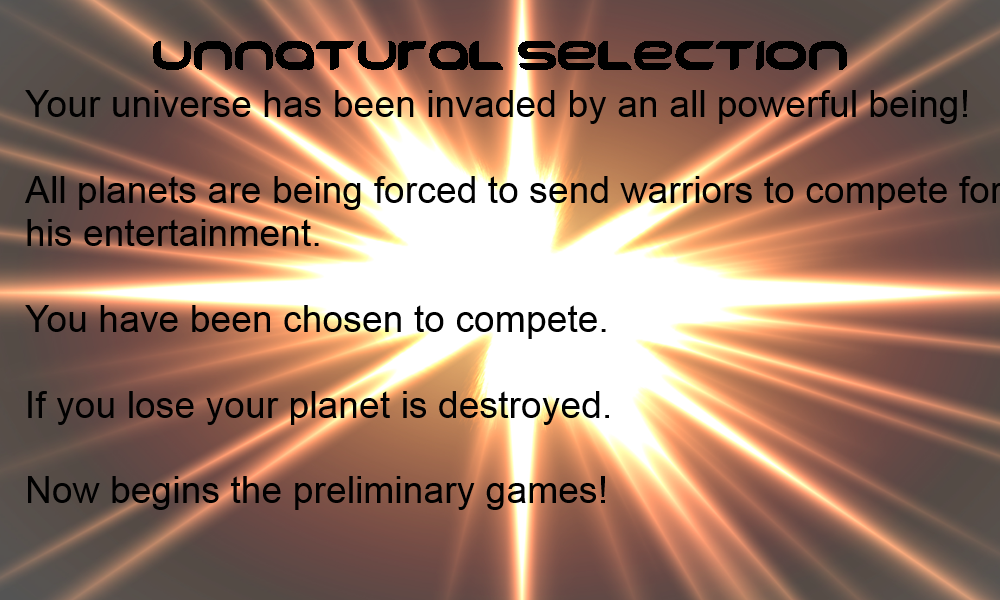 UNNATURAL SELECTION
Your universe has been invaded by an all powerful being!
All planets are being forced to send warriors to compete for
his entertainment.
You have been chosen to compete.
If you lose your planet is destroyed.
Now begins the preliminary games!